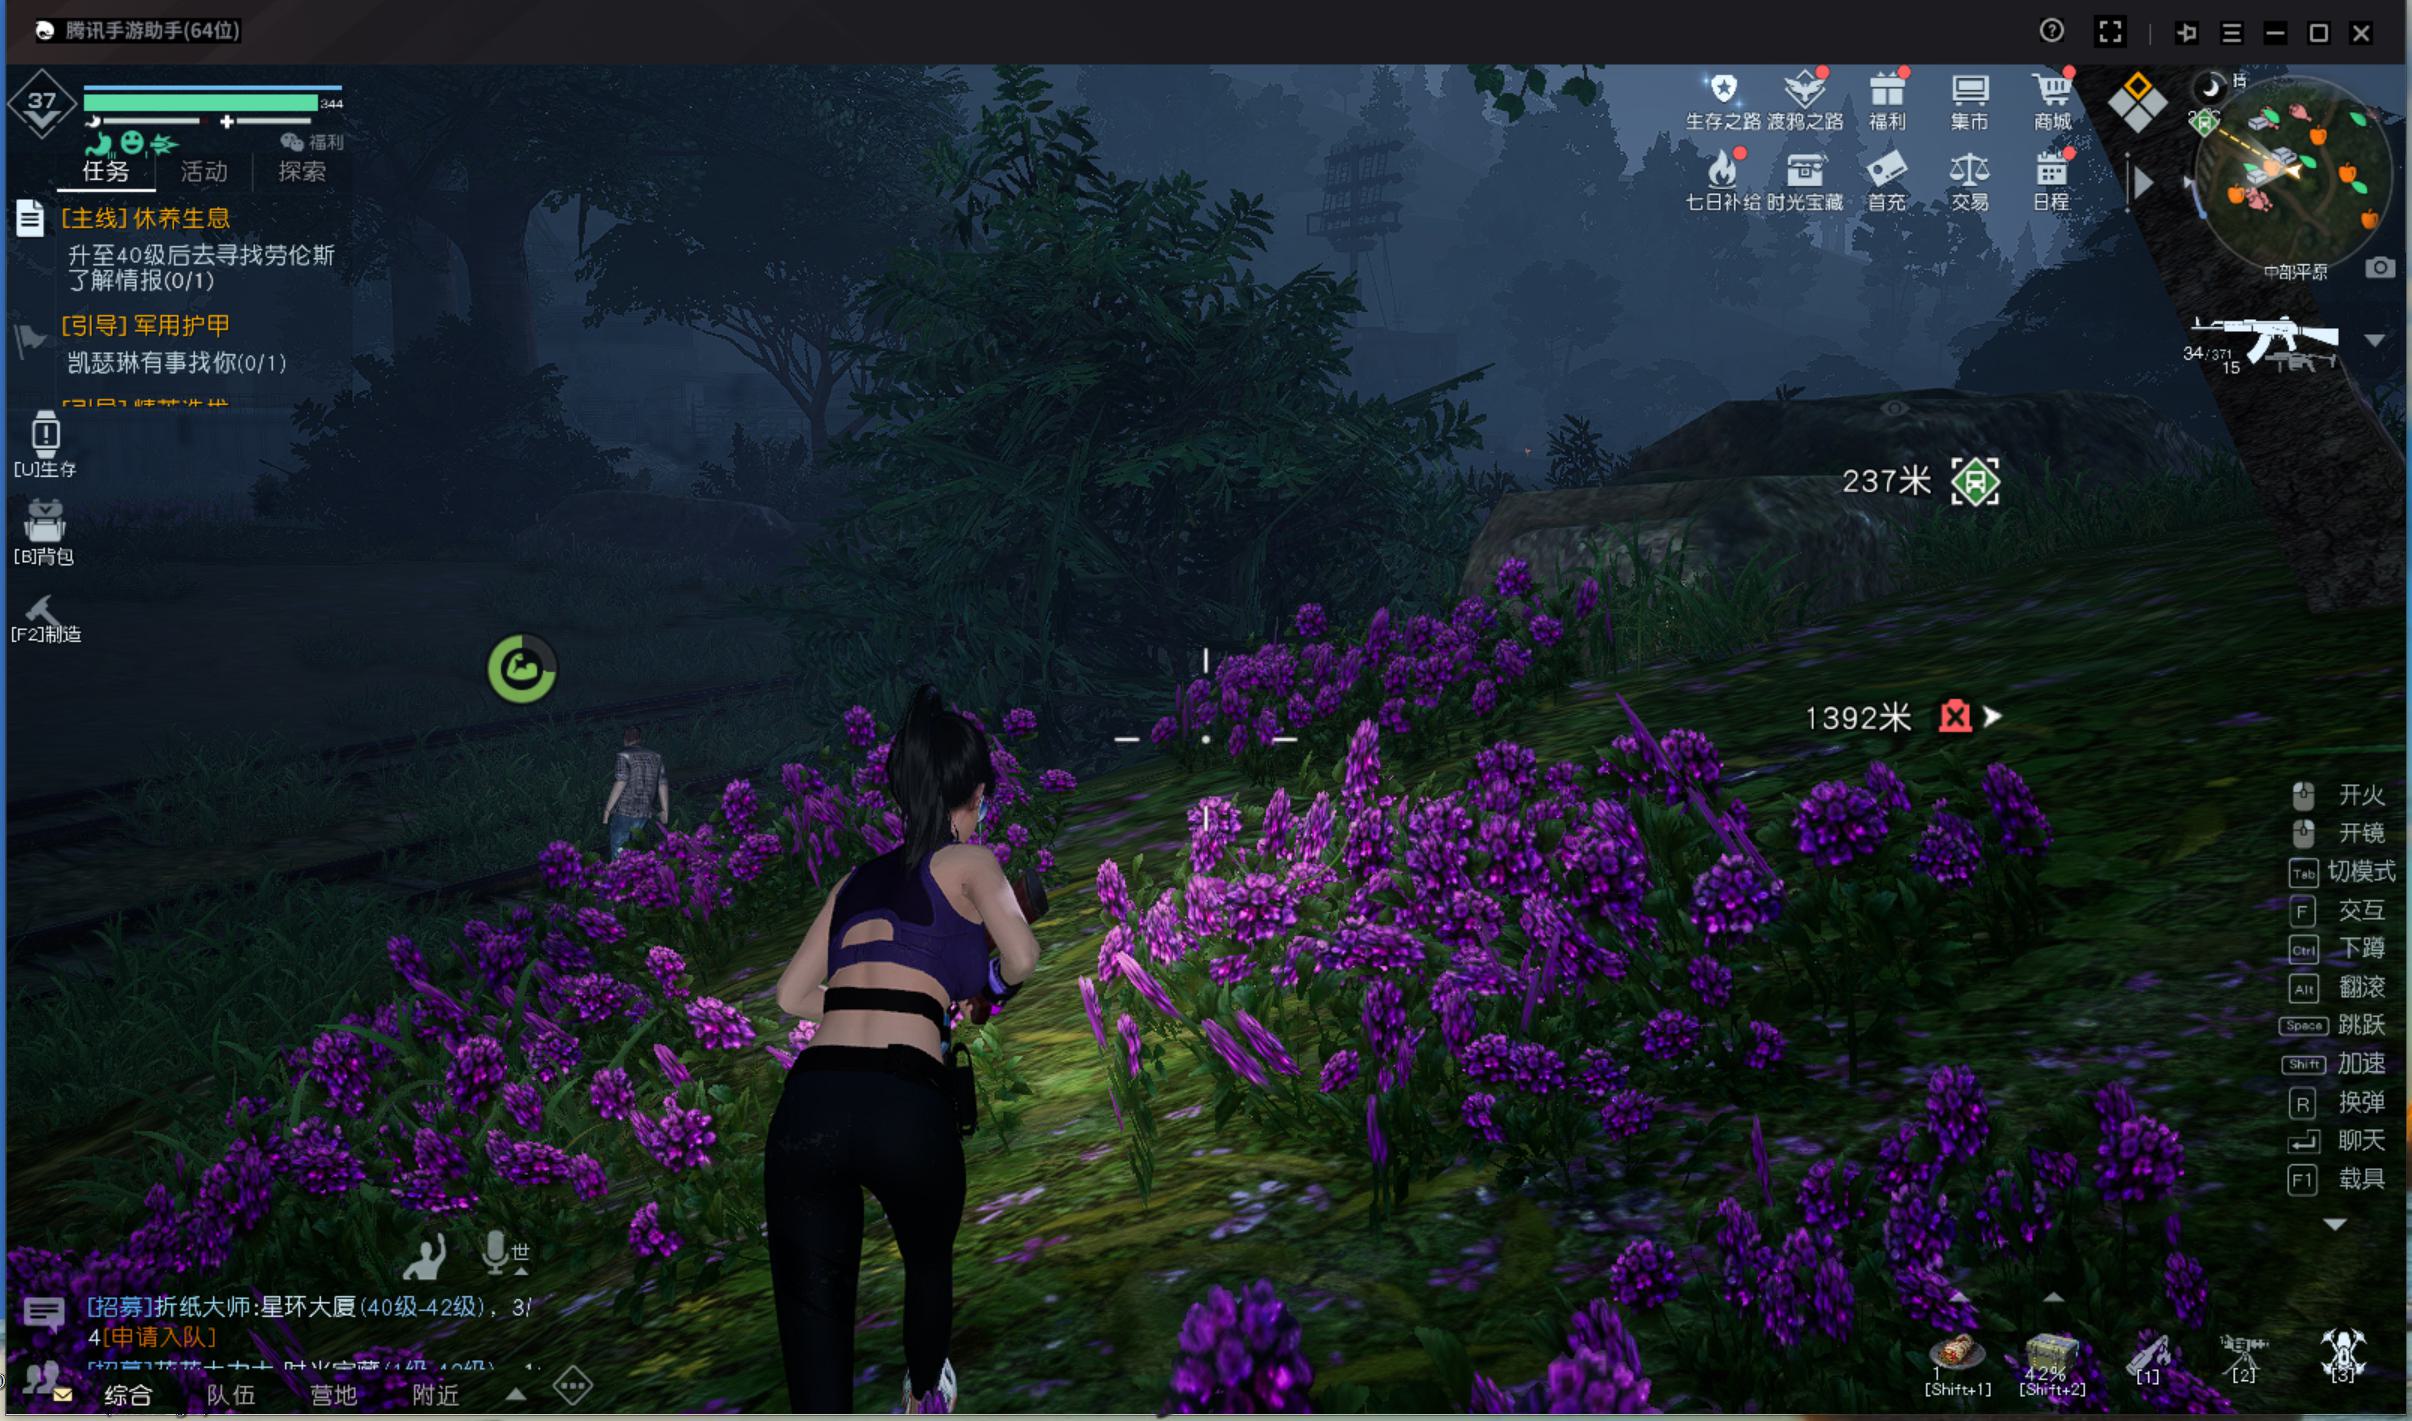 腾讯手游助手(64位)
37
344
福利
任务 活动 探索
[主线] 休养生息
升至40级后去寻找劳伦斯
了解情报(0/1)
[引导] 军用护甲
凯瑟琳有事找你(0/1)
[U]生存
[B]背包
[F2]制造
生存之路 渡鸦之路 福利 集市 商城
七日补给 时光宝藏 首充 交易 日程
晴
中部平原
34/371
15
237米
1392米
开火
开镜
Tab 切模式
F 交互
Ctrl 下蹲
Alt 翻滚
Space 跳跃
Shift 加速
R 换弹
聊天
F1 载具
世
[招募]折纸大师:星环大厦(40级-42级)，3/
4[申请入队]
综合 队伍 营地 附近
1
[Shift+1]
42%
[Shift+2]
[1]
[2]
[3]